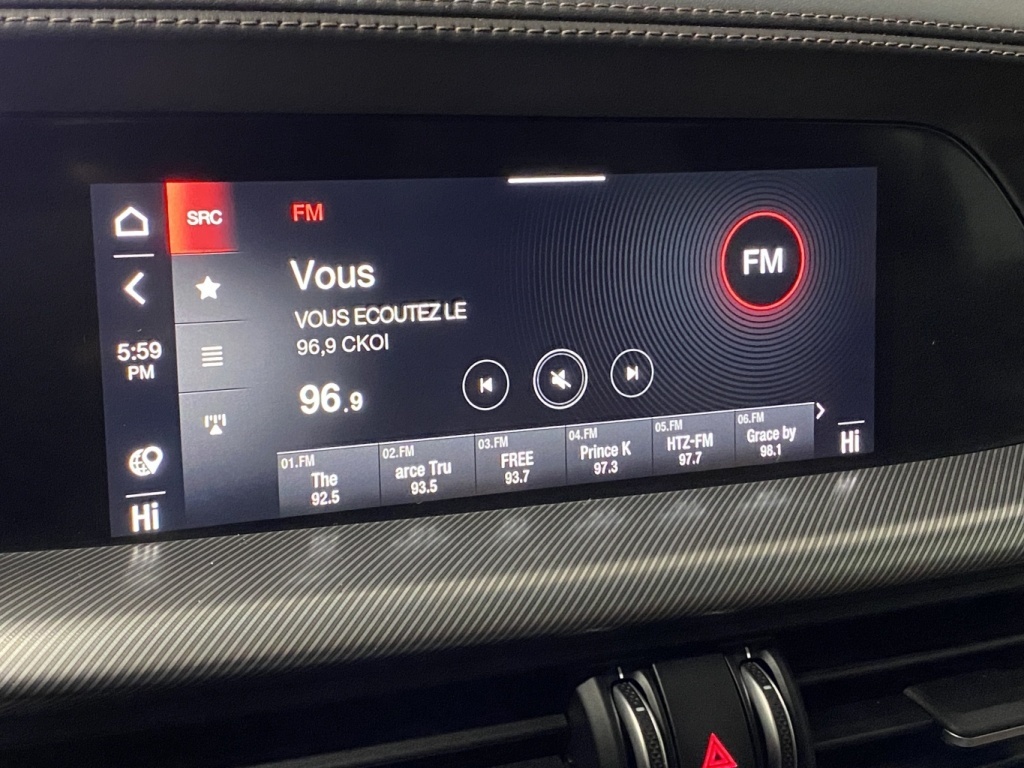 SRC
FM
FM
Vous
VOUS ECOUTEZ LE
96,9 CKOI
5:59
PM
96.9
01.FM
The
92.5
02.FM
arce Tru
93.5
03.FM
FREE
93.7
04.FM
Prince K
97.3
05.FM
HTZ-FM
97.7
06.FM
Grace by
98.1
Hi
Hi